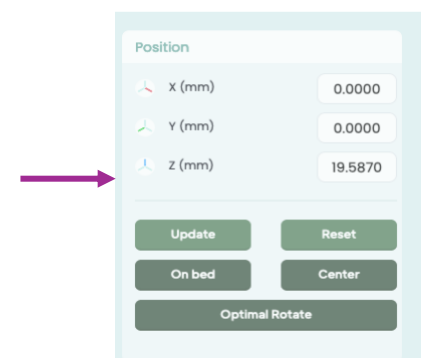 Position
X (mm) 0.0000
Y (mm) 0.0000
Z (mm) 19.5870
Update Reset
On bed Center
Optimal Rotate